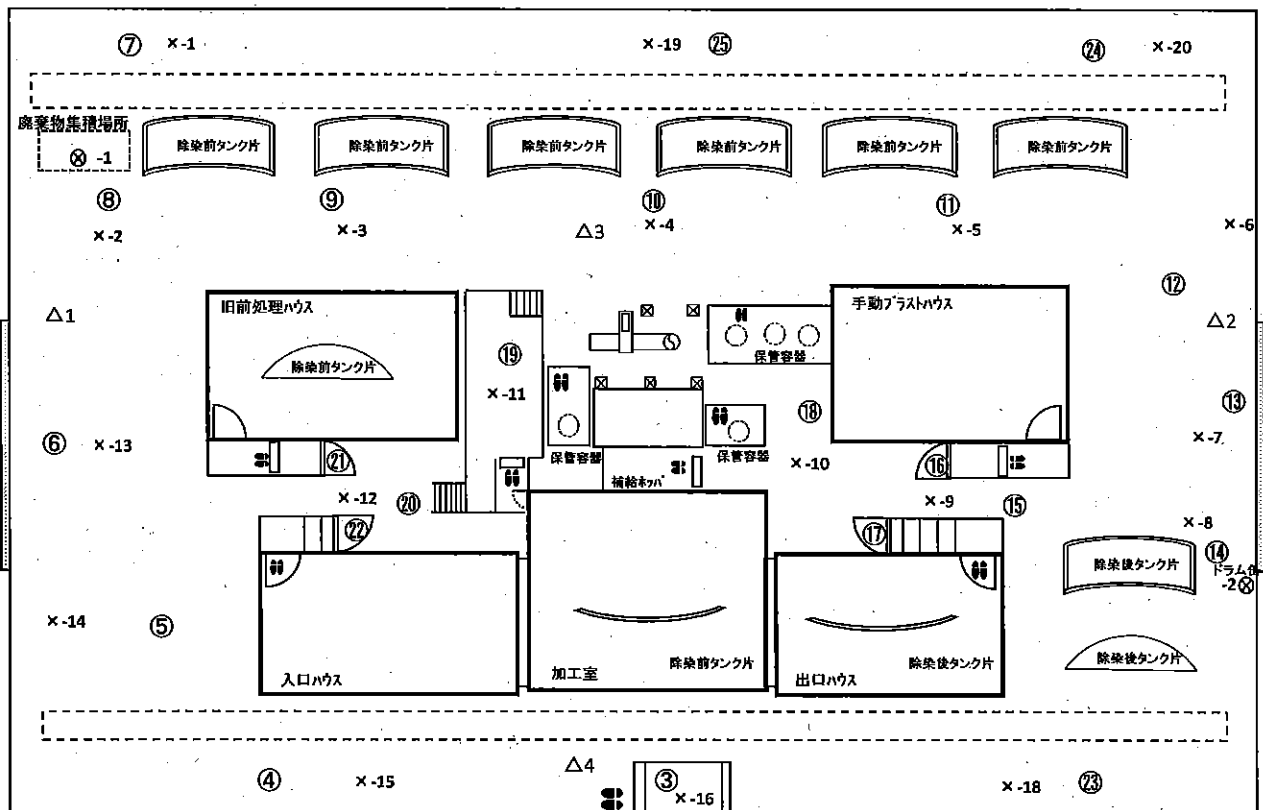 ⑦ ×-1 ×-19 ㉕ ㉔ ×-20
廃棄物集積場所
除染前タンク片 除染前タンク片 除染前タンク片 除染前タンク片 除染前タンク片 除染前タンク片
⊗ -1
⑧ ⑨ ⑩ ⑪
×-2 ×-3 △3 ×-4 ×-5 ×-6
⑫
旧前処理ハウス 手動ブラストハウス
△1 △2
保管容器
⑲
除染前タンク片
×-11
⑱ ⑬
⑥ ×-13 ×-7
保管容器 保管容器
㉑ ×-10 ⑯
補給ホッパ
×-12 ⑳ ×-9 ⑮
㉒ ⑰ ×-8
⑭
除染後タンク片 ドラム缶
-2⊗
×-14 ⑤
除染前タンク片 除染後タンク片 除染後タンク片
入口ハウス 加工室 出口ハウス
④ ×-15 △4 ③ ×-16 ×-18 ㉓